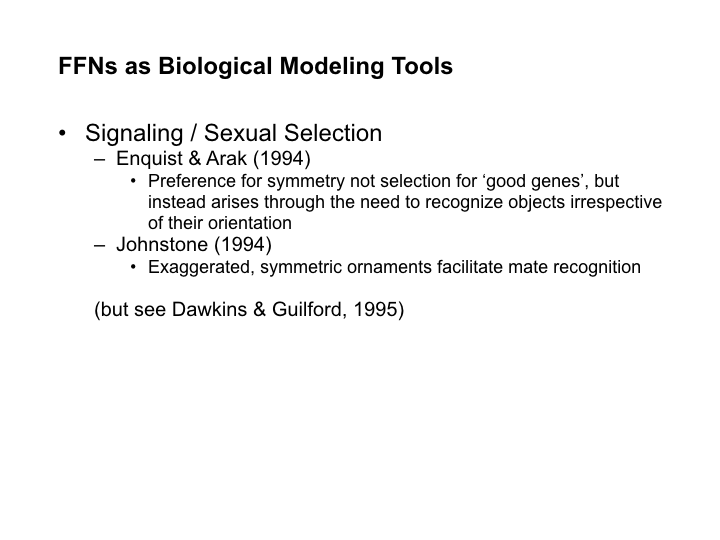 FFNs as Biological Modeling Tools
• Signaling / Sexual Selection
– Enquist & Arak (1994)
• Preference for symmetry not selection for ‘good genes’, but
instead arises through the need to recognize objects irrespective
of their orientation
– Johnstone (1994)
• Exaggerated, symmetric ornaments facilitate mate recognition
(but see Dawkins & Guilford, 1995)